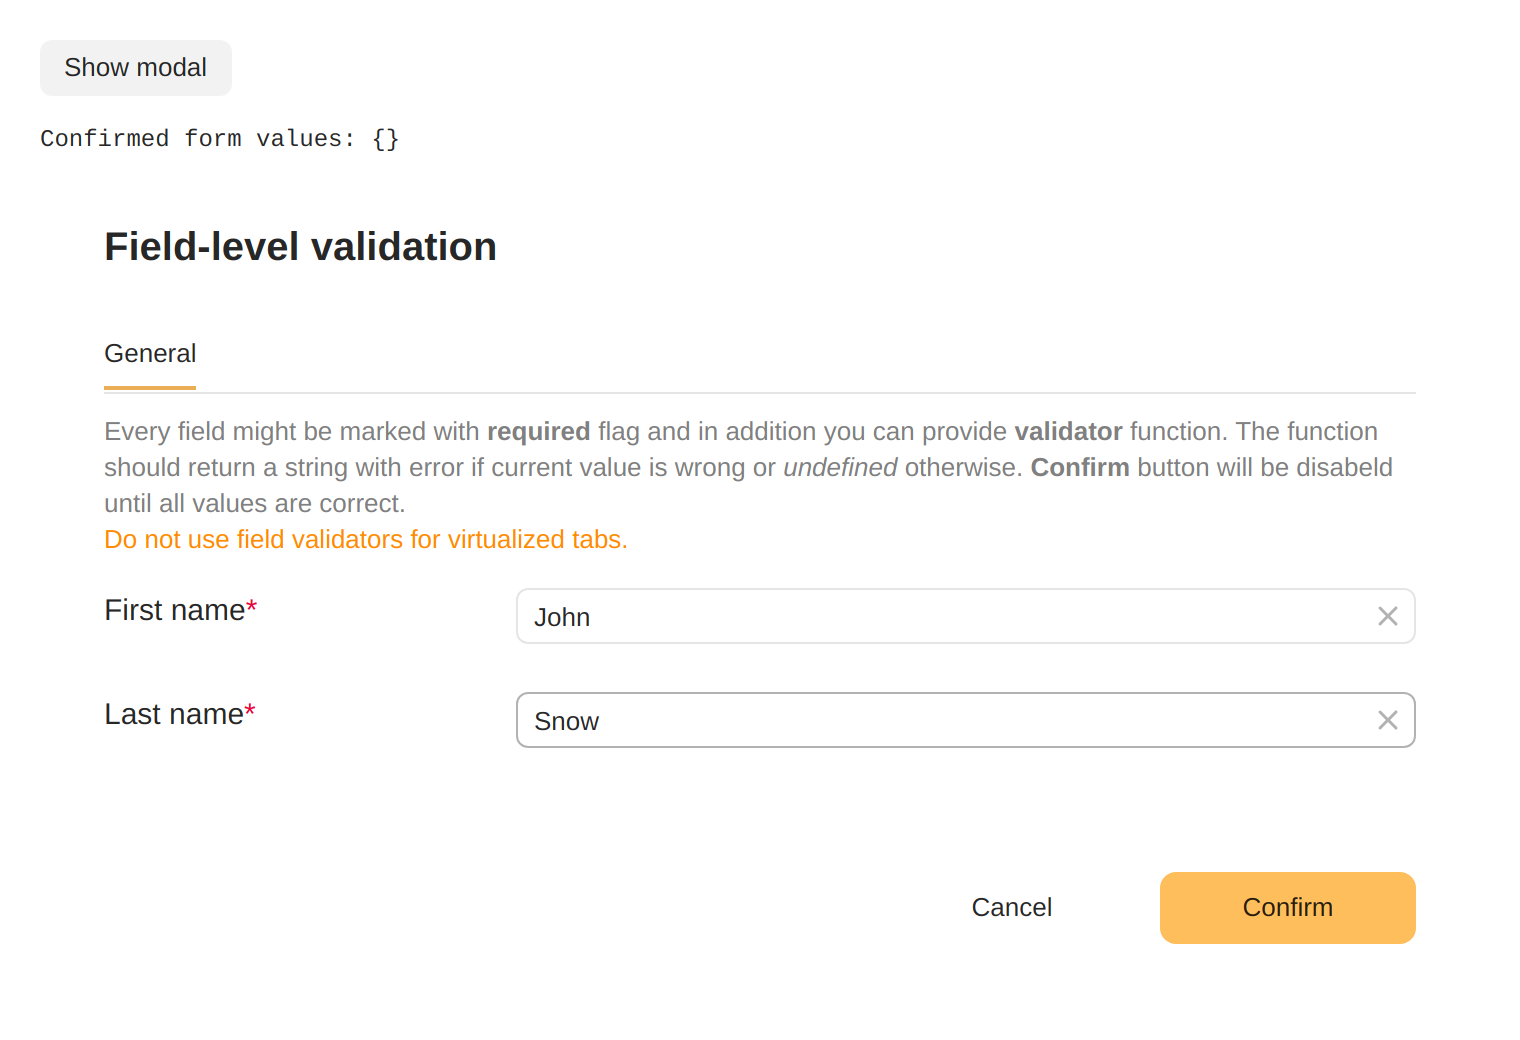 Show modal
Confirmed form values: {}
Field-level validation
General
Every field might be marked with required flag and in addition you can provide validator function. The function
should return a string with error if current value is wrong or undefined otherwise. Confirm button will be disabeld
until all values are correct.
Do not use field validators for virtualized tabs.
First name*
John
Last name*
Snow
Cancel
Confirm